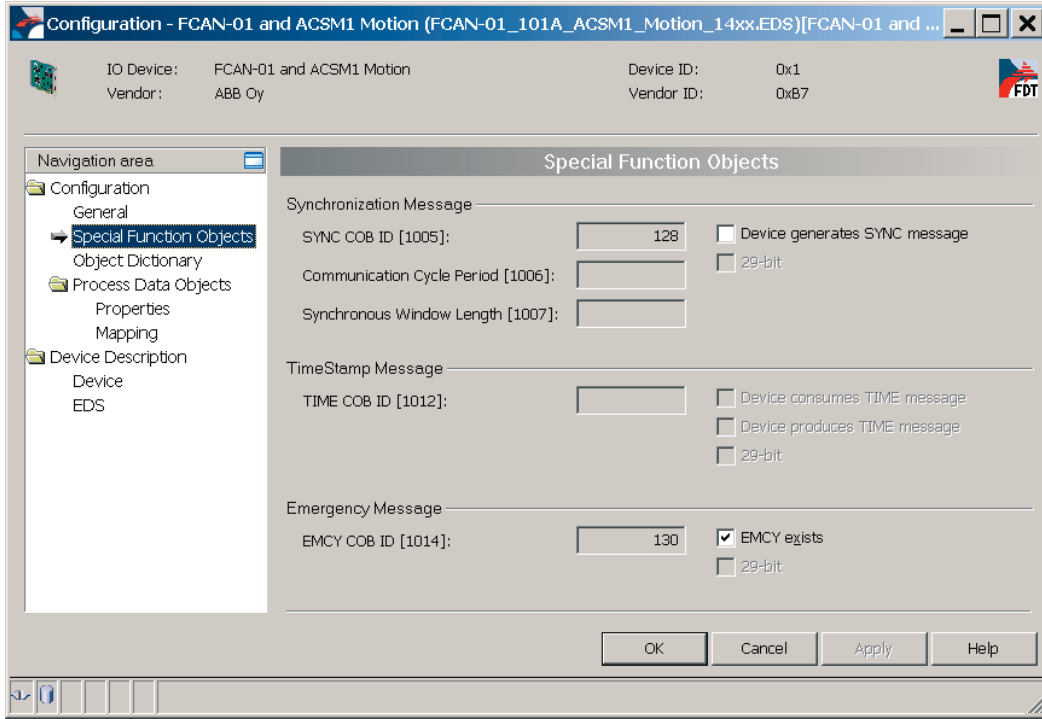 Configuration - FCAN-01 and ACSM1 Motion (FCAN-01_101A_ACSM1_Motion_14xx.EDS)[FCAN-01 and ...
IO Device: FCAN-01 and ACSM1 Motion Device ID: 0x1
Vendor: ABB Oy Vendor ID: 0xB7
FDT
Navigation area
Configuration
General
Special Function Objects
Object Dictionary
Process Data Objects
Properties
Mapping
Device Description
Device
EDS
Special Function Objects
Synchronization Message
SYNC COB ID [1005]: 128 Device generates SYNC message
29-bit
Communication Cycle Period [1006]:
Synchronous Window Length [1007]:
TimeStamp Message
TIME COB ID [1012]: Device consumes TIME message
Device produces TIME message
29-bit
Emergency Message
EMCY COB ID [1014]: 130 EMCY exists
29-bit
OK Cancel Apply Help